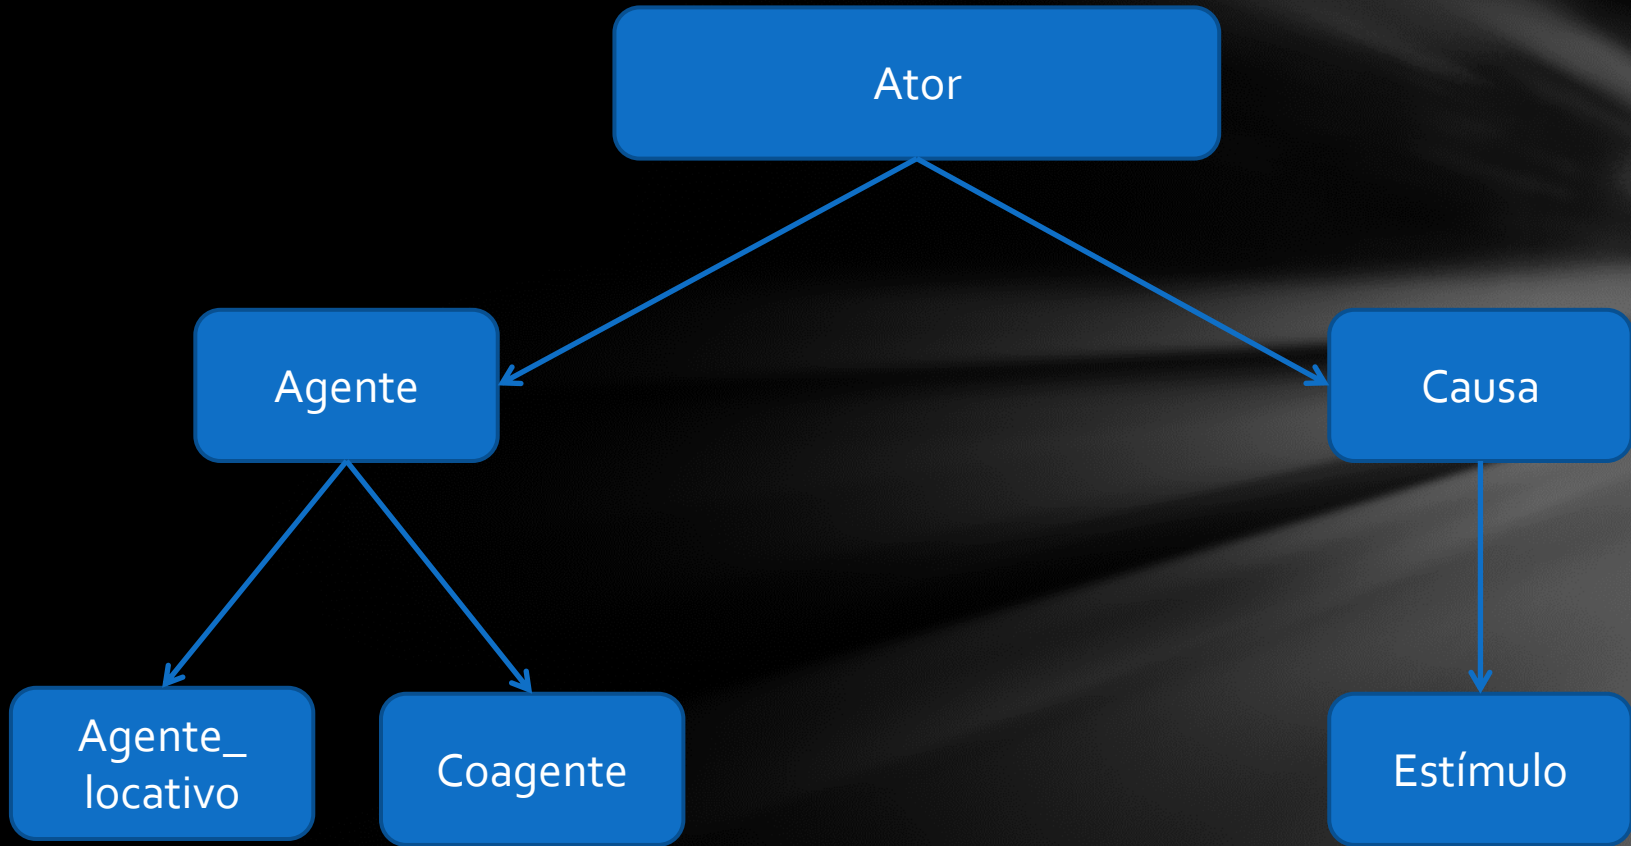 Ator
Agente
Causa
Agente_
locativo
Coagente
Estímulo